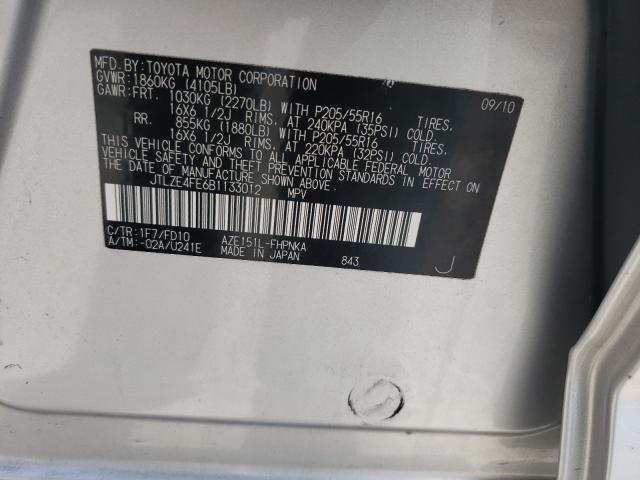 MFD. BY: TOYOTA MOTOR CORPORATION 09/10
GVWR: 1860KG (4105LB)
GAWR: FRT. 1030KG (2270LB) WITH P205/55R16 TIRES,
16X6 1/2J RIMS, AT 240KPA (35PSI) COLD.
RR. 855KG (1880LB) WITH P205/55R16 TIRES,
16X6 1/2J RIMS, AT 220KPA (32PSI) COLD.
THIS VEHICLE CONFORMS TO ALL APPLICABLE FEDERAL MOTOR
VEHICLE SAFETY AND THEFT PREVENTION STANDARDS IN EFFECT ON
THE DATE OF MANUFACTURE SHOWN ABOVE.
JTLZE4FE6B1133012 MPV
C/TR: 1F7/FD10 AZE151L-FHPNKA
A/TM: -02A/U241E MADE IN JAPAN 843 J